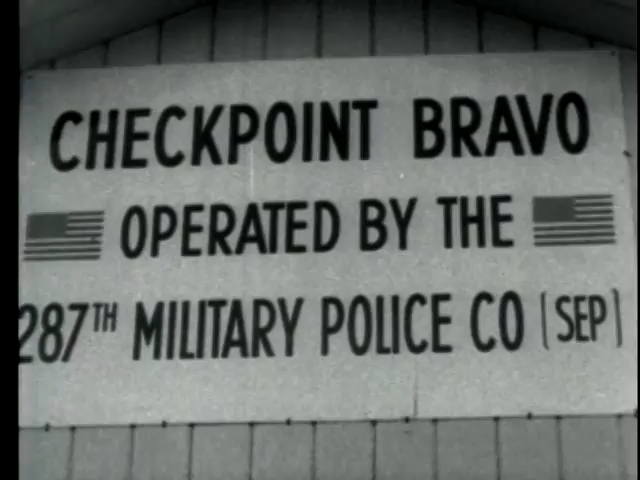 CHECKPOINT BRAVO
OPERATED BY THE
287TH MILITARY POLICE CO (SEP)